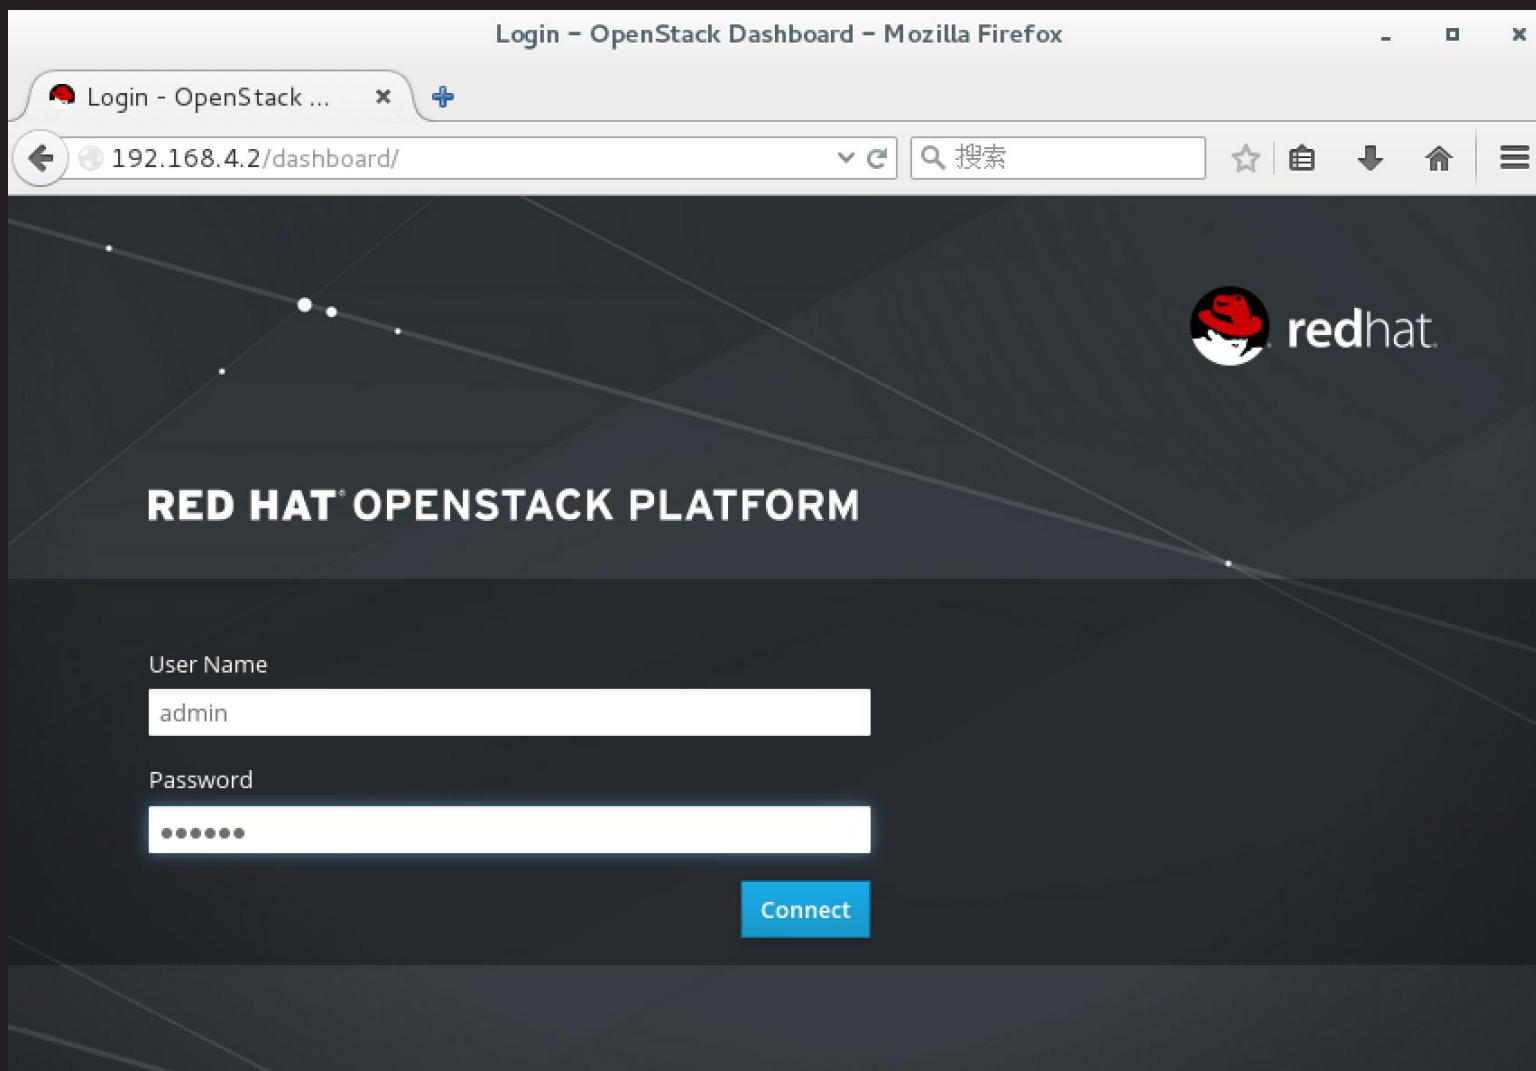 Login – OpenStack Dashboard – Mozilla Firefox
Login - OpenStack ...
192.168.4.2/dashboard/
搜索
redhat.
RED HAT® OPENSTACK PLATFORM
User Name
admin
Password
••••••
Connect